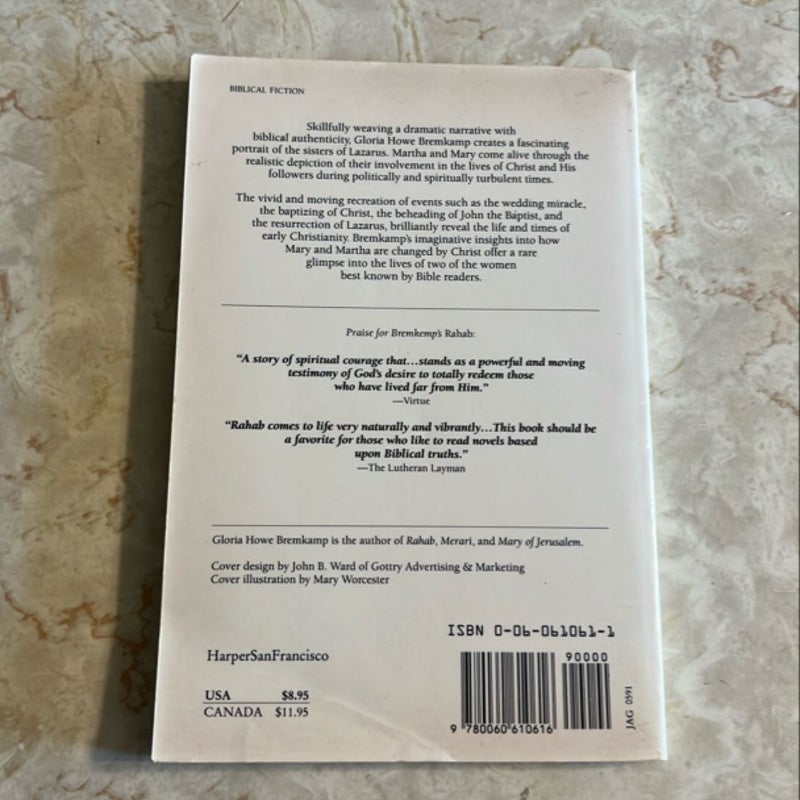 BIBLICAL FICTION
Skillfully weaving a dramatic narrative with
biblical authenticity, Gloria Howe Bremkamp creates a fascinating
portrait of the sisters of Lazarus. Martha and Mary come alive through the
realistic depiction of their involvement in the lives of Christ and His
followers during politically and spiritually turbulent times.
The vivid and moving recreation of events such as the wedding miracle,
the baptizing of Christ, the beheading of John the Baptist, and
the resurrection of Lazarus, brilliantly reveal the life and times of
early Christianity. Bremkamp's imaginative insights into how
Mary and Martha are changed by Christ offer a rare
glimpse into the lives of two of the women
best known by Bible readers.
Praise for Bremkemp's Rahab:
"A story of spiritual courage that...stands as a powerful and moving
testimony of God's desire to totally redeem those
who have lived far from Him."
—Virtue
"Rahab comes to life very naturally and vibrantly...This book should be
a favorite for those who like to read novels based
upon Biblical truths."
—The Lutheran Layman
Gloria Howe Bremkamp is the author of Rahab, Merari, and Mary of Jerusalem.
Cover design by John B. Ward of Gottry Advertising & Marketing
Cover illustration by Mary Worcester
ISBN 0-06-061061-1
HarperSanFrancisco
90000
USA $8.95
CANADA $11.95
9 780060 610616
JAG 0591